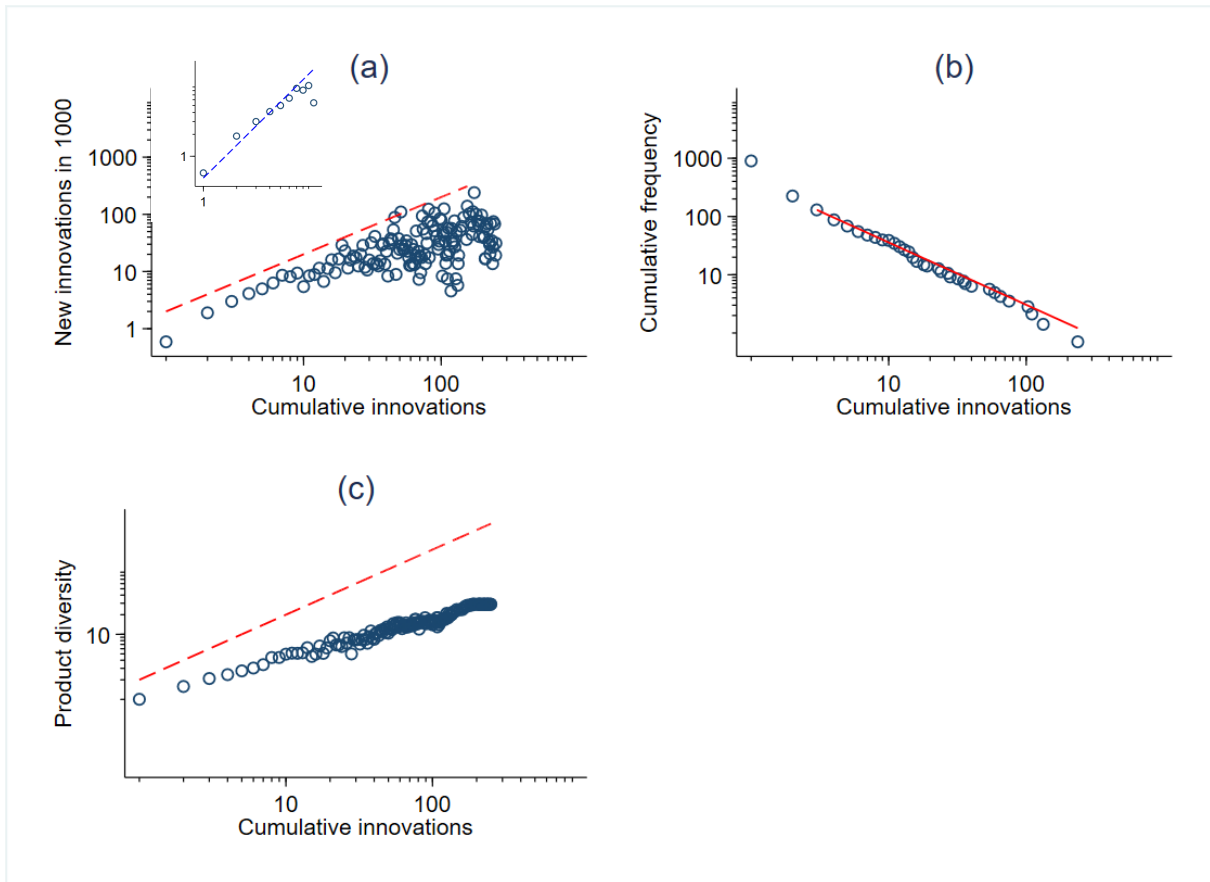 (a)
New innovations in 1000
1000
100
10
1
1
1
10
100
Cumulative innovations
(b)
Cumulative frequency
1000
100
10
10
100
Cumulative innovations
(c)
Product diversity
10
10
100
Cumulative innovations